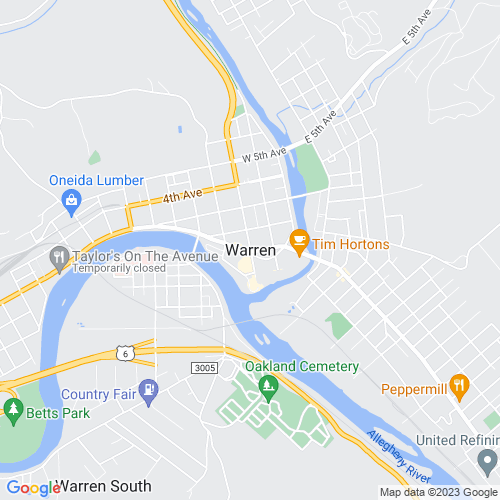 E 5th Ave
E 5th Ave
W 5th Ave
Oneida Lumber
4th Ave
Warren
Tim Hortons
Taylor's On The Avenue
Temporarily closed
6
3005
Oakland Cemetery
Country Fair
Peppermill
Betts Park
Allegheny River
United Refinin
Warren South
Google
Map data ©2023 Google